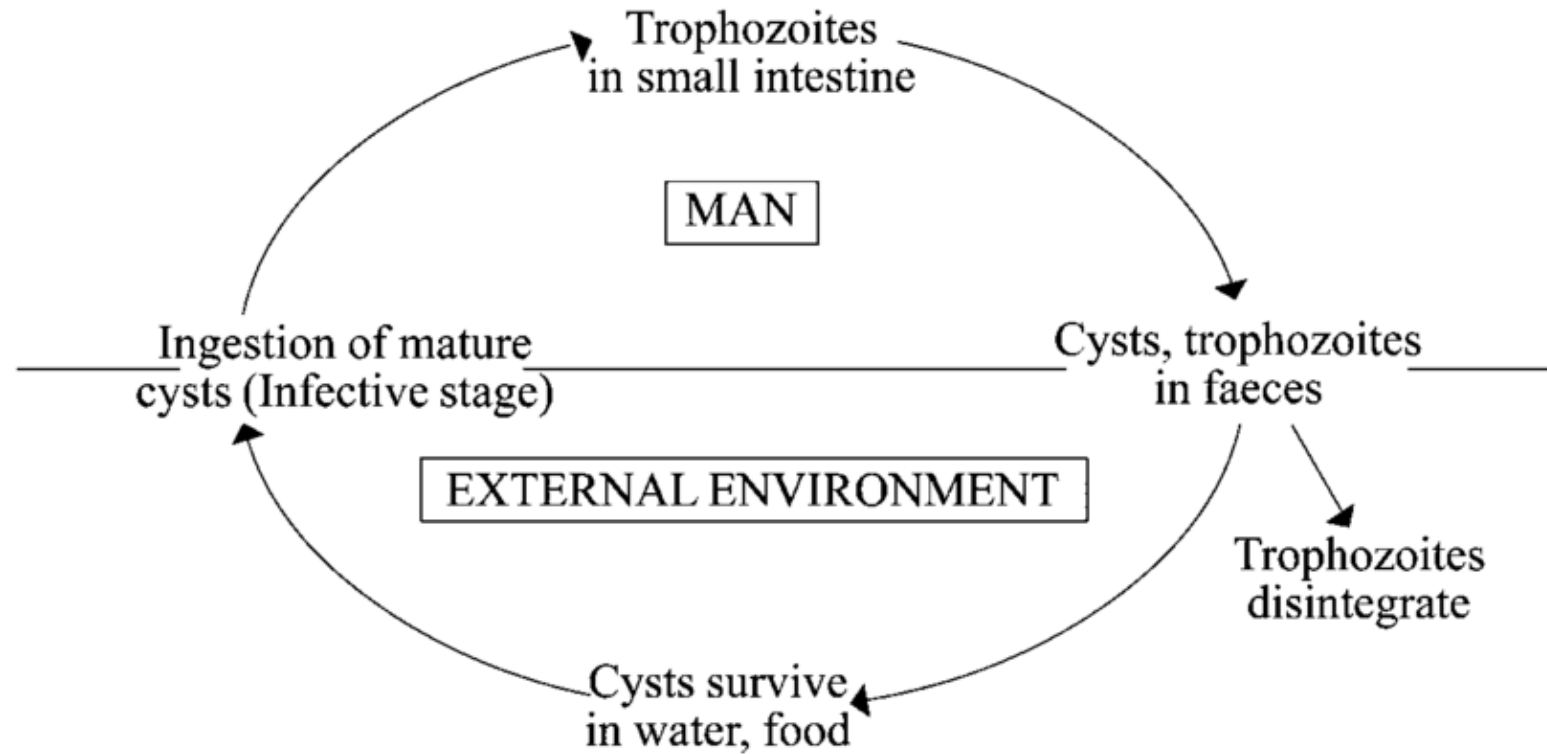 Trophozoites
in small intestine
MAN
Ingestion of mature
cysts (Infective stage)
Cysts, trophozoites
in faeces
EXTERNAL ENVIRONMENT
Trophozoites
disintegrate
Cysts survive
in water, food